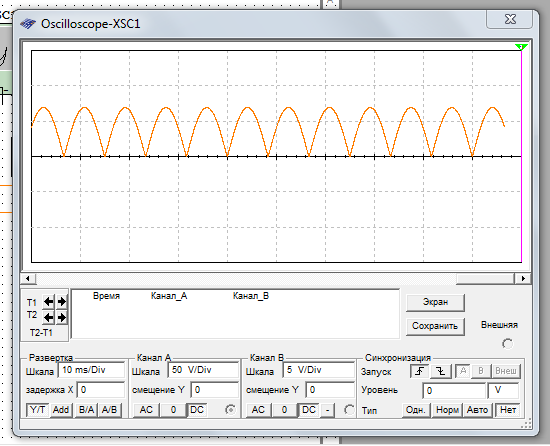 Oscilloscope-XSC1
T1
T2
T2-T1
Время Канал_А Канал_В
Экран
Сохранить
Внешняя
Развертка
Шкала 10 ms/Div
задержка X 0
Y/T Add B/A A/B
Канал А
Шкала 50 V/Div
смещение Y 0
AC 0 DC
Канал В
Шкала 5 V/Div
смещение Y 0
AC 0 DC -
Синхронизация
Запуск A B Внеш
Уровень 0 V
Тип Одн. Норм Авто Нет